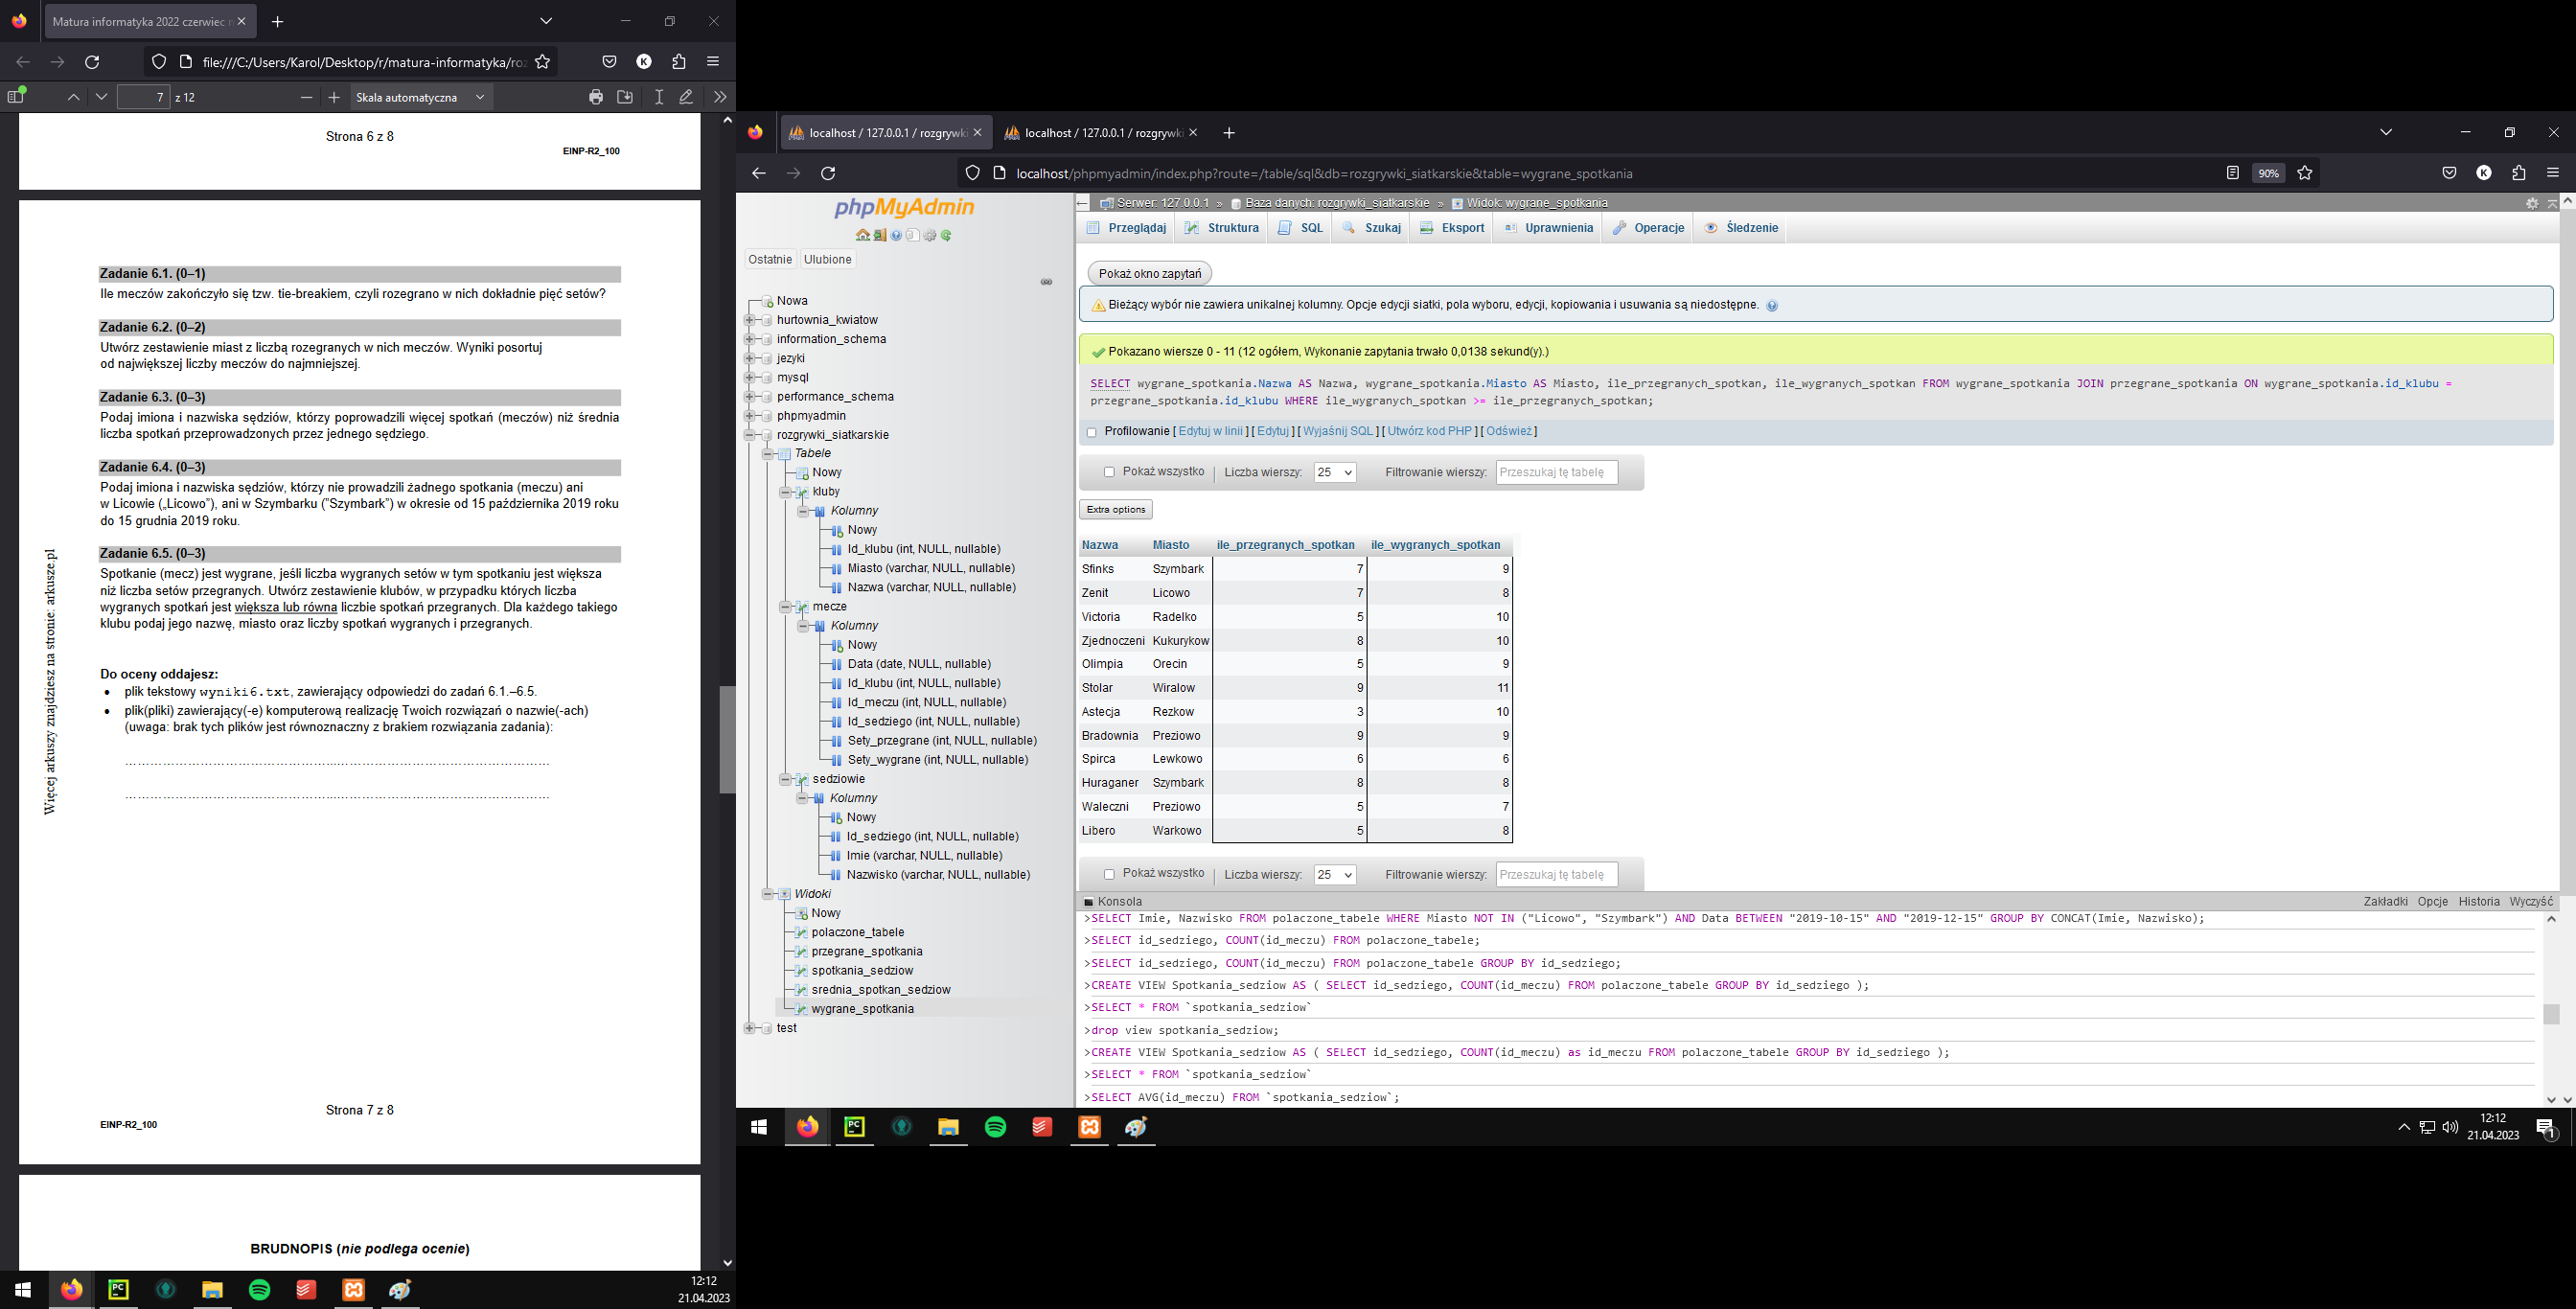 Matura informatyka 2022 czerwiec
file:///C:/Users/Karol/Desktop/r/matura-informatyka/roz
7 z 12
Skala automatyczna
Strona 6 z 8
EINP-R2_100
Zadanie 6.1. (0–1)
Ile meczów zakończyło się tzw. tie-breakiem, czyli rozegrano w nich dokładnie pięć setów?
Zadanie 6.2. (0–2)
Utwórz zestawienie miast z liczbą rozegranych w nich meczów. Wyniki posortuj
od największej liczby meczów do najmniejszej.
Zadanie 6.3. (0–3)
Podaj imiona i nazwiska sędziów, którzy poprowadzili więcej spotkań (meczów) niż średnia
liczba spotkań przeprowadzonych przez jednego sędziego.
Zadanie 6.4. (0–3)
Podaj imiona i nazwiska sędziów, którzy nie prowadzili żadnego spotkania (meczu) ani
w Licowie („Licowo”), ani w Szymbarku (”Szymbark”) w okresie od 15 października 2019 roku
do 15 grudnia 2019 roku.
Zadanie 6.5. (0–3)
Spotkanie (mecz) jest wygrane, jeśli liczba wygranych setów w tym spotkaniu jest większa
niż liczba setów przegranych. Utwórz zestawienie klubów, w przypadku których liczba
wygranych spotkań jest większa lub równa liczbie spotkań przegranych. Dla każdego takiego
klubu podaj jego nazwę, miasto oraz liczby spotkań wygranych i przegranych.
Do oceny oddajesz:
• plik tekstowy wyniki6.txt, zawierający odpowiedzi do zadań 6.1.–6.5.
• plik(pliki) zawierający(-e) komputerową realizację Twoich rozwiązań o nazwie(-ach)
(uwaga: brak tych plików jest równoznaczny z brakiem rozwiązania zadania):
Więcej arkuszy znajdziesz na stronie: arkusze.pl
Strona 7 z 8
EINP-R2_100
BRUDNOPIS (nie podlega ocenie)
12:12
21.04.2023
localhost / 127.0.0.1 / rozgrywki
localhost / 127.0.0.1 / rozgrywki
localhost/phpmyadmin/index.php?route=/table/sql&db=rozgrywki_siatkarskie&table=wygrane_spotkania
90%
phpMyAdmin
Ostatnie Ulubione
Nowa
hurtownia_kwiatow
information_schema
jezyki
mysql
performance_schema
phpmyadmin
rozgrywki_siatkarskie
Tabele
Nowy
kluby
Kolumny
Nowy
Id_klubu (int, NULL, nullable)
Miasto (varchar, NULL, nullable)
Nazwa (varchar, NULL, nullable)
mecze
Kolumny
Nowy
Data (date, NULL, nullable)
Id_klubu (int, NULL, nullable)
Id_meczu (int, NULL, nullable)
Id_sedziego (int, NULL, nullable)
Sety_przegrane (int, NULL, nullable)
Sety_wygrane (int, NULL, nullable)
sedziowie
Kolumny
Nowy
Id_sedziego (int, NULL, nullable)
Imie (varchar, NULL, nullable)
Nazwisko (varchar, NULL, nullable)
Widoki
Nowy
polaczone_tabele
przegrane_spotkania
spotkania_sedziow
srednia_spotkan_sedziow
wygrane_spotkania
test
Serwer: 127.0.0.1 » Baza danych: rozgrywki_siatkarskie » Widok: wygrane_spotkania
Przeglądaj Struktura SQL Szukaj Eksport Uprawnienia Operacje Śledzenie
Pokaż okno zapytań
Bieżący wybór nie zawiera unikalnej kolumny. Opcje edycji siatki, pola wyboru, edycji, kopiowania i usuwania są niedostępne.
Pokazano wiersze 0 - 11 (12 ogółem, Wykonanie zapytania trwało 0,0138 sekund(y).)
SELECT wygrane_spotkania.Nazwa AS Nazwa, wygrane_spotkania.Miasto AS Miasto, ile_przegranych_spotkan, ile_wygranych_spotkan FROM wygrane_spotkania JOIN przegrane_spotkania ON wygrane_spotkania.id_klubu =
przegrane_spotkania.id_klubu WHERE ile_wygranych_spotkan >= ile_przegranych_spotkan;
Profilowanie [ Edytuj w linii ] [ Edytuj ] [ Wyjaśnij SQL ] [ Utwórz kod PHP ] [ Odśwież ]
Pokaż wszystko Liczba wierszy: 25 Filtrowanie wierszy: Przeszukaj tę tabelę
Extra options
Nazwa Miasto ile_przegranych_spotkan ile_wygranych_spotkan
Sfinks Szymbark 7 9
Zenit Licowo 7 8
Victoria Radelko 5 10
Zjednoczeni Kukurykow 8 10
Olimpia Orecin 5 9
Stolar Wiralow 9 11
Astecja Rezkow 3 10
Bradownia Preziowo 9 9
Spirca Lewkowo 6 6
Huraganer Szymbark 8 8
Waleczni Preziowo 5 7
Libero Warkowo 5 8
Pokaż wszystko Liczba wierszy: 25 Filtrowanie wierszy: Przeszukaj tę tabelę
Konsola Zakładki Opcje Historia Wyczyść
>SELECT Imie, Nazwisko FROM polaczone_tabele WHERE Miasto NOT IN ("Licowo", "Szymbark") AND Data BETWEEN "2019-10-15" AND "2019-12-15" GROUP BY CONCAT(Imie, Nazwisko);
>SELECT id_sedziego, COUNT(id_meczu) FROM polaczone_tabele;
>SELECT id_sedziego, COUNT(id_meczu) FROM polaczone_tabele GROUP BY id_sedziego;
>CREATE VIEW Spotkania_sedziow AS ( SELECT id_sedziego, COUNT(id_meczu) FROM polaczone_tabele GROUP BY id_sedziego );
>SELECT * FROM `spotkania_sedziow`
>drop view spotkania_sedziow;
>CREATE VIEW Spotkania_sedziow AS ( SELECT id_sedziego, COUNT(id_meczu) as id_meczu FROM polaczone_tabele GROUP BY id_sedziego );
>SELECT * FROM `spotkania_sedziow`
>SELECT AVG(id_meczu) FROM `spotkania_sedziow`;
12:12
21.04.2023